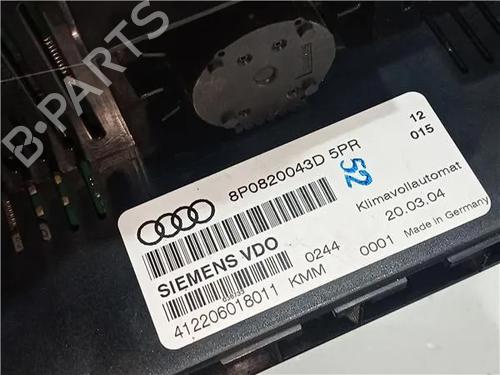 B-PARTS
8P0820043D 5PR
12
015
52
SIEMENS VDO
0244
Klimavollautomat
20.03.04
412206018011
KMM
0001
Made in Germany